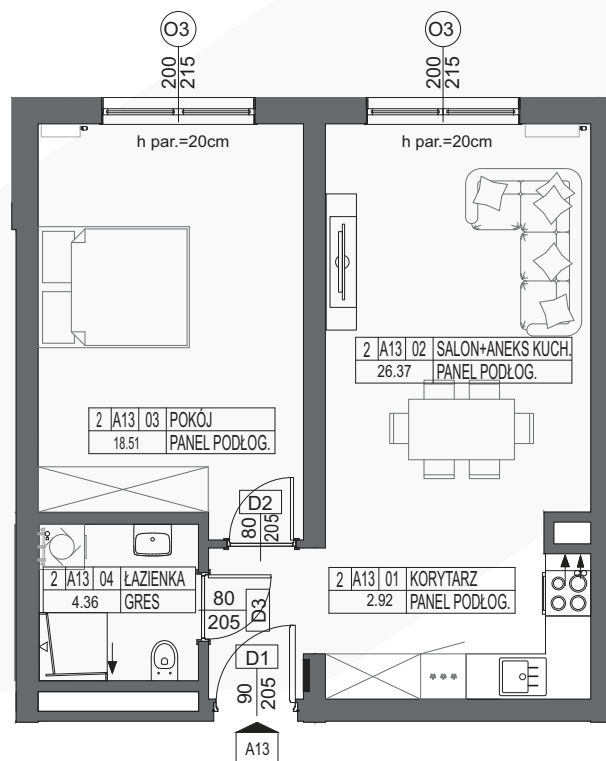 O3
O3
200
215
200
215
h par.=20cm
h par.=20cm
2 A13 02 SALON+ANEKS KUCH.
26.37 PANEL PODŁOG.
2 A13 03 POKÓJ
18.51 PANEL PODŁOG.
D2
80
205
2 A13 04 ŁAZIENKA
4.36 GRES
80
205
D3
2 A13 01 KORYTARZ
2.92 PANEL PODŁOG.
D1
90
205
A13